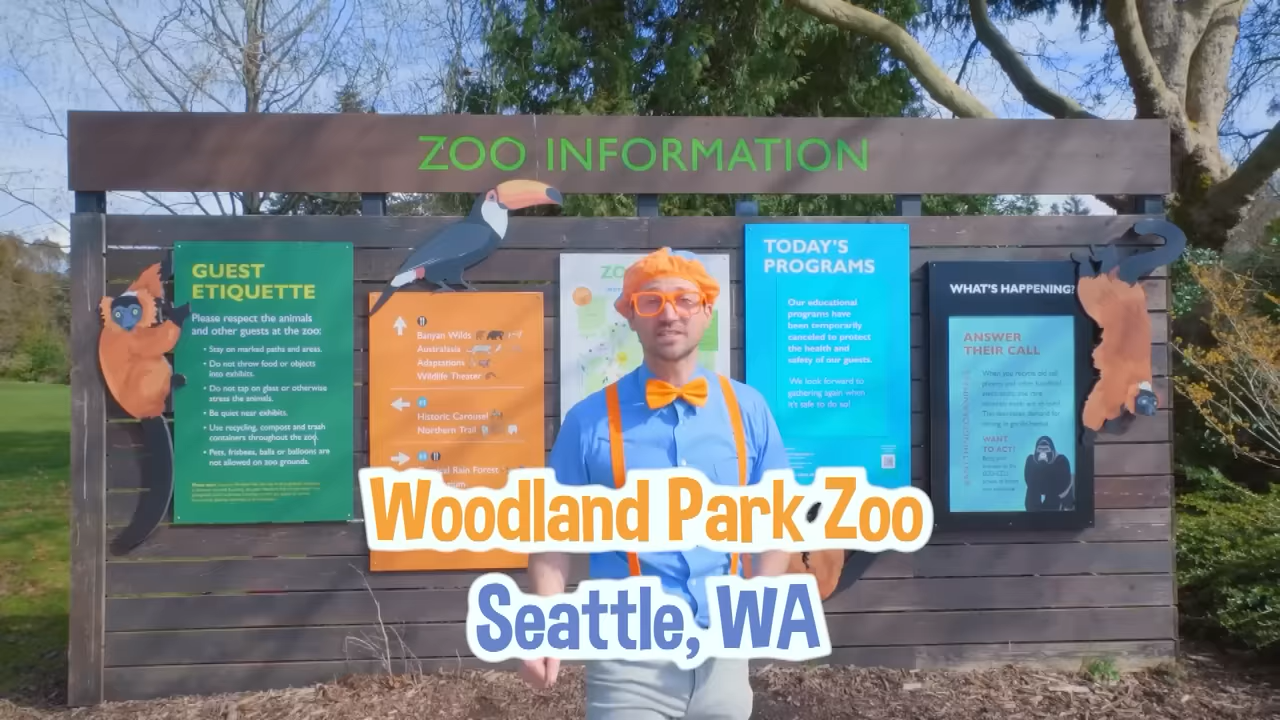 ZOO INFORMATION
GUEST
ETIQUETTE
Please respect the animals
and other guests at the zoo:
• Stay on marked paths and areas.
• Do not throw food or objects
into exhibits.
• Do not tap on glass or otherwise
stress the animals.
• Be quiet near exhibits.
• Use recycling, compost and trash
containers throughout the zoo.
• Pets, frisbees, balls or balloons are
not allowed on zoo grounds.
Banyan Wilds
Australasia
Adaptations
Wildlife Theater
Historic Carousel
Northern Trail
Rain Forest
ZO
TODAY'S
PROGRAMS
Our educational
programs have
been temporarily
canceled to protect
the health and
safety of our guests.
We look forward to
gathering again when
it's safe to do so!
WHAT'S HAPPENING?
ANSWER
THEIR CALL
WANT
TO ACT?
Woodland Park Zoo
Seattle, WA